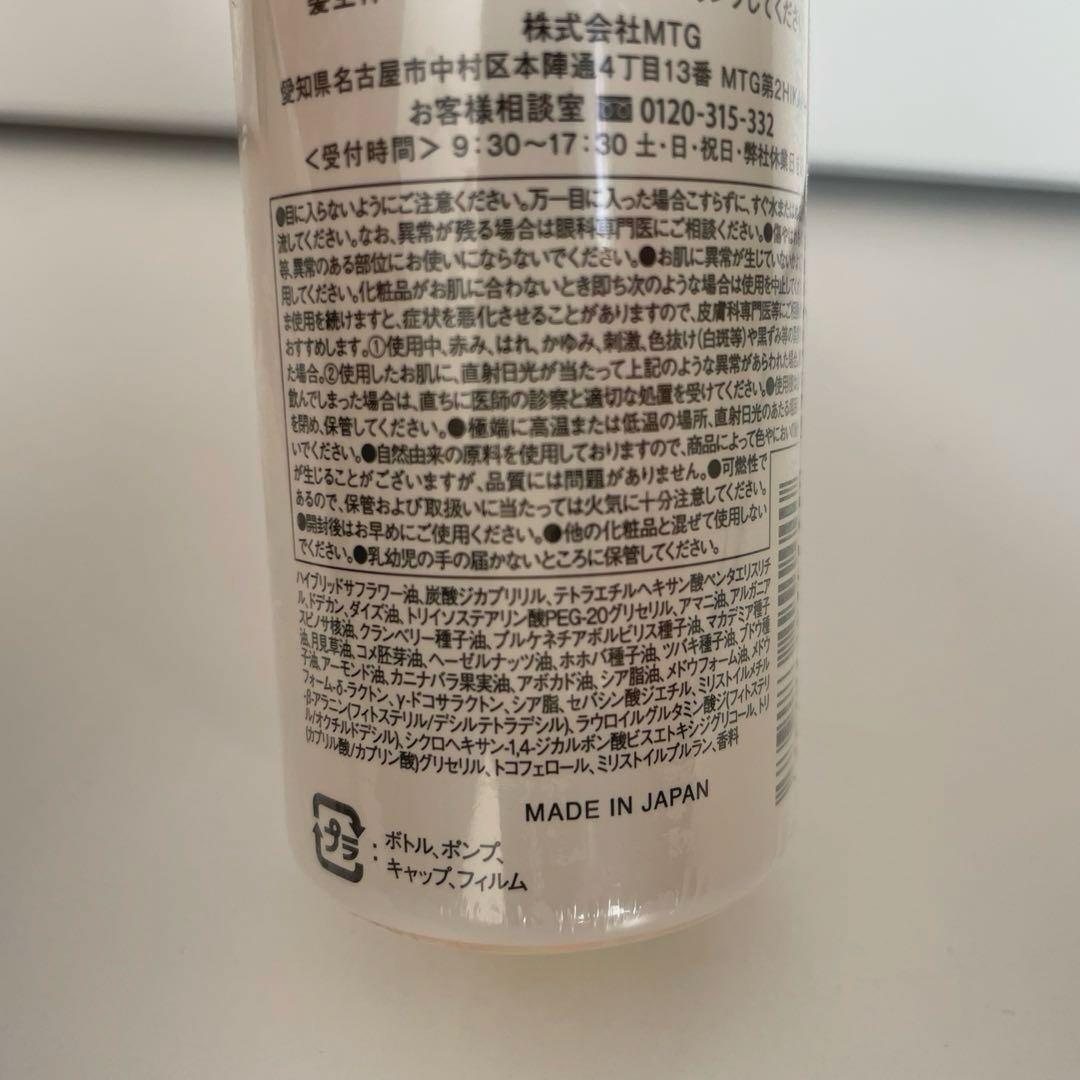 してください
株式会社MTG
愛知県名古屋市中村区本陣通4丁目13番 MTG第2HIKA
お客様相談室 0120-315-332
<受付時間> 9:30〜17:30 土・日・祝日・弊社休業日
●目に入らないようにご注意ください。万一目に入った場合こすらずに、すぐ水または
流してください。なお、異常が残る場合は眼科専門医にご相談ください。●傷やはれ
等、異常のある部位にお使いにならないでください。●お肌に異常が生じていないか
用してください。化粧品がお肌に合わないとき即ち次のような場合は使用を中止して
ま使用を続けますと、症状を悪化させることがありますので、皮膚科専門医等にご相談
おすすめします。①使用中、赤み、はれ、かゆみ、刺激、色抜け(白斑等)や黒ずみ等の
た場合。②使用したお肌に、直射日光が当たって上記のような異常があらわれた場合。
飲んでしまった場合は、直ちに医師の診察と適切な処置を受けてください。●使用後
を閉め、保管してください。●極端に高温または低温の場所、直射日光のあたる場所
いでください。●自然由来の原料を使用しておりますので、商品によって色やにおい
が生じることがございますが、品質には問題がありません。●可燃性で
あるので、保管および取扱いに当たっては火気に十分注意してください。
●開封後はお早めにご使用ください。●他の化粧品と混ぜて使用しない
でください。●乳幼児の手の届かないところに保管してください。
ハイブリッドサフラワー油、炭酸ジカプリリル、テトラエチルヘキサン酸ペンタエリスリチ
ル、ドデカン、ダイズ油、トリイソステアリン酸PEG-20グリセリル、アマニ油、アルガニア
スピノサ核油、クランベリー種子油、プルケネチアボルビリス種子油、マカデミア種子
油、月見草油、コメ胚芽油、ヘーゼルナッツ油、ホホバ種子油、ツバキ種子油、ブドウ種
子油、アーモンド油、カニナバラ果実油、アボカド油、シア脂油、メドウフォーム油、メドウ
フォーム-δ-ラクトン、γ-ドコサラクトン、シア脂、セバシン酸ジエチル、ミリストイルメチル
-β-アラニン(フィトステリル/デシルテトラデシル)、ラウロイルグルタミン酸ジ(フィトステリ
ル/オクチルドデシル)、シクロヘキサン-1,4-ジカルボン酸ビスエトキシジグリコール、トリ
(カプリル酸/カプリン酸)グリセリル、トコフェロール、ミリストイルプルラン、香料
MADE IN JAPAN
プラ : ボトル、ポンプ、
キャップ、フィルム